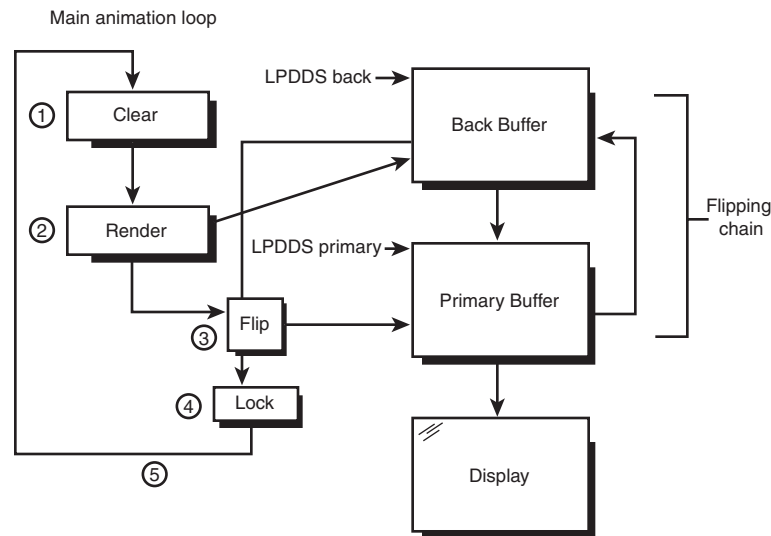 Main animation loop
LPDDS back
1
Clear
Back Buffer
2
Render
Flipping
chain
LPDDS primary
Primary Buffer
3
Flip
4
Lock
5
Display